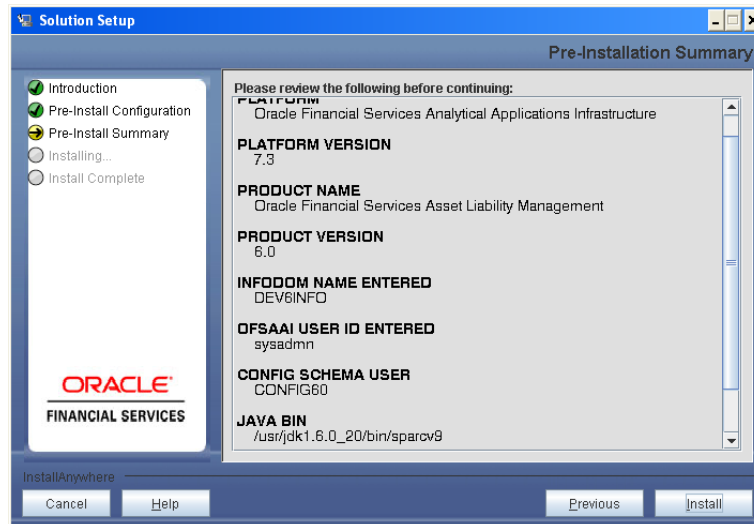 Solution Setup
Pre-Installation Summary
Introduction
Pre-Install Configuration
Pre-Install Summary
Installing...
Install Complete
ORACLE
FINANCIAL SERVICES
Please review the following before continuing:
PLATFORM
Oracle Financial Services Analytical Applications Infrastructure
PLATFORM VERSION
7.3
PRODUCT NAME
Oracle Financial Services Asset Liability Management
PRODUCT VERSION
6.0
INFODOM NAME ENTERED
DEV6INFO
OFSAAI USER ID ENTERED
sysadmn
CONFIG SCHEMA USER
CONFIG60
JAVA BIN
/usr/jdk1.6.0_20/bin/sparcv9
InstallAnywhere
Cancel
Help
Previous
Install